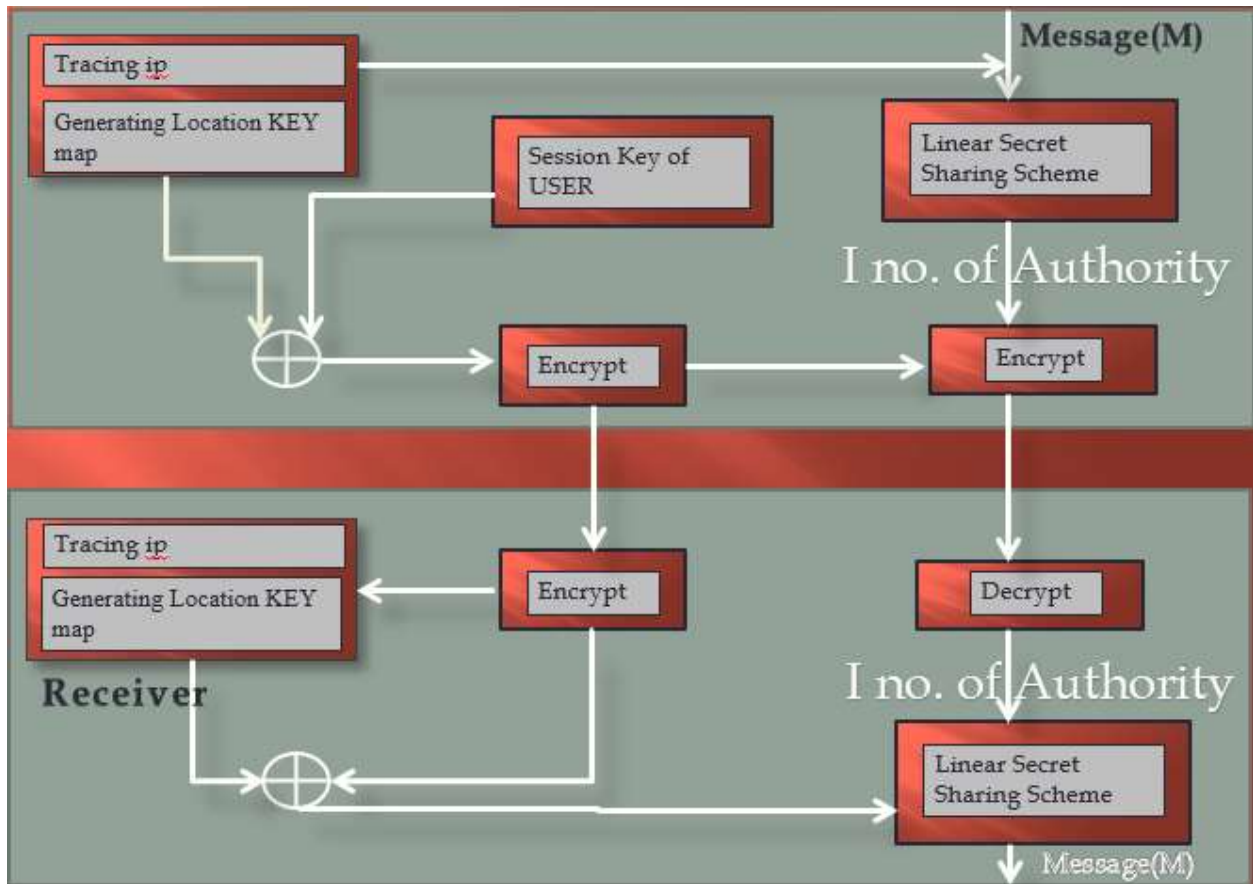 Message(M)
Tracing ip
Generating Location KEY
map
Session Key of
USER
Linear Secret
Sharing Scheme
I no. of Authority
Encrypt
Encrypt
Tracing ip
Generating Location KEY
map
Receiver
Encrypt
Decrypt
I no. of Authority
Linear Secret
Sharing Scheme
Message(M)